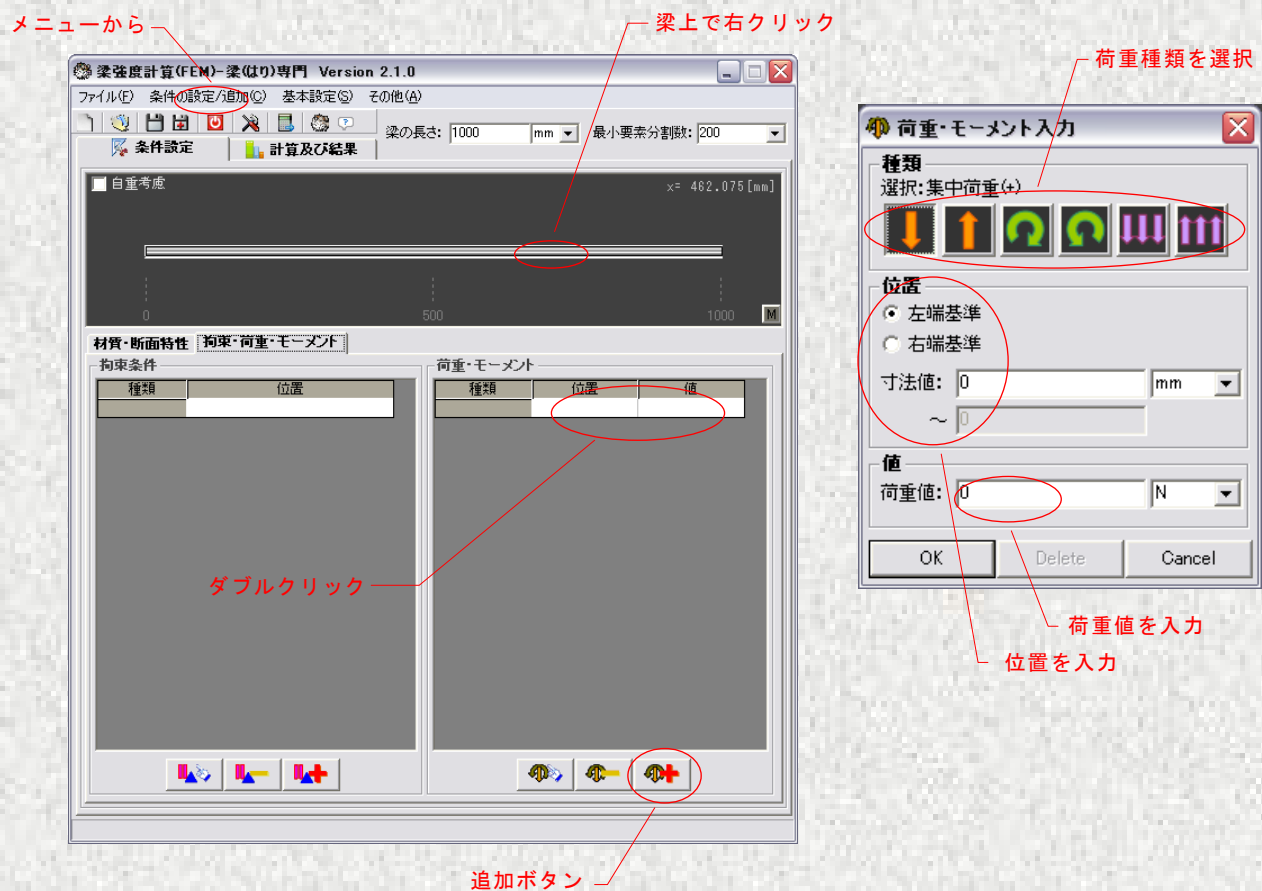 メニューから
梁上で右クリック
荷重種類を選択
梁強度計算(FEM)-梁(はり)専門 Version 2.1.0
ファイル(F) 条件の設定/追加(C) 基本設定(S) その他(A)
梁の長さ: 1000 mm 最小要素分割数: 200
条件設定 計算及び結果
自重考慮 x= 462.075[mm]
0 500 1000 M
材質・断面特性 拘束・荷重・モーメント
拘束条件 荷重・モーメント
種類 位置 種類 位置 値
ダブルクリック
追加ボタン
荷重・モーメント入力
種類
選択:集中荷重(+)
位置
左端基準
右端基準
寸法値: 0 mm
～ 0
値
荷重値: 0 N
OK Delete Cancel
荷重値を入力
位置を入力